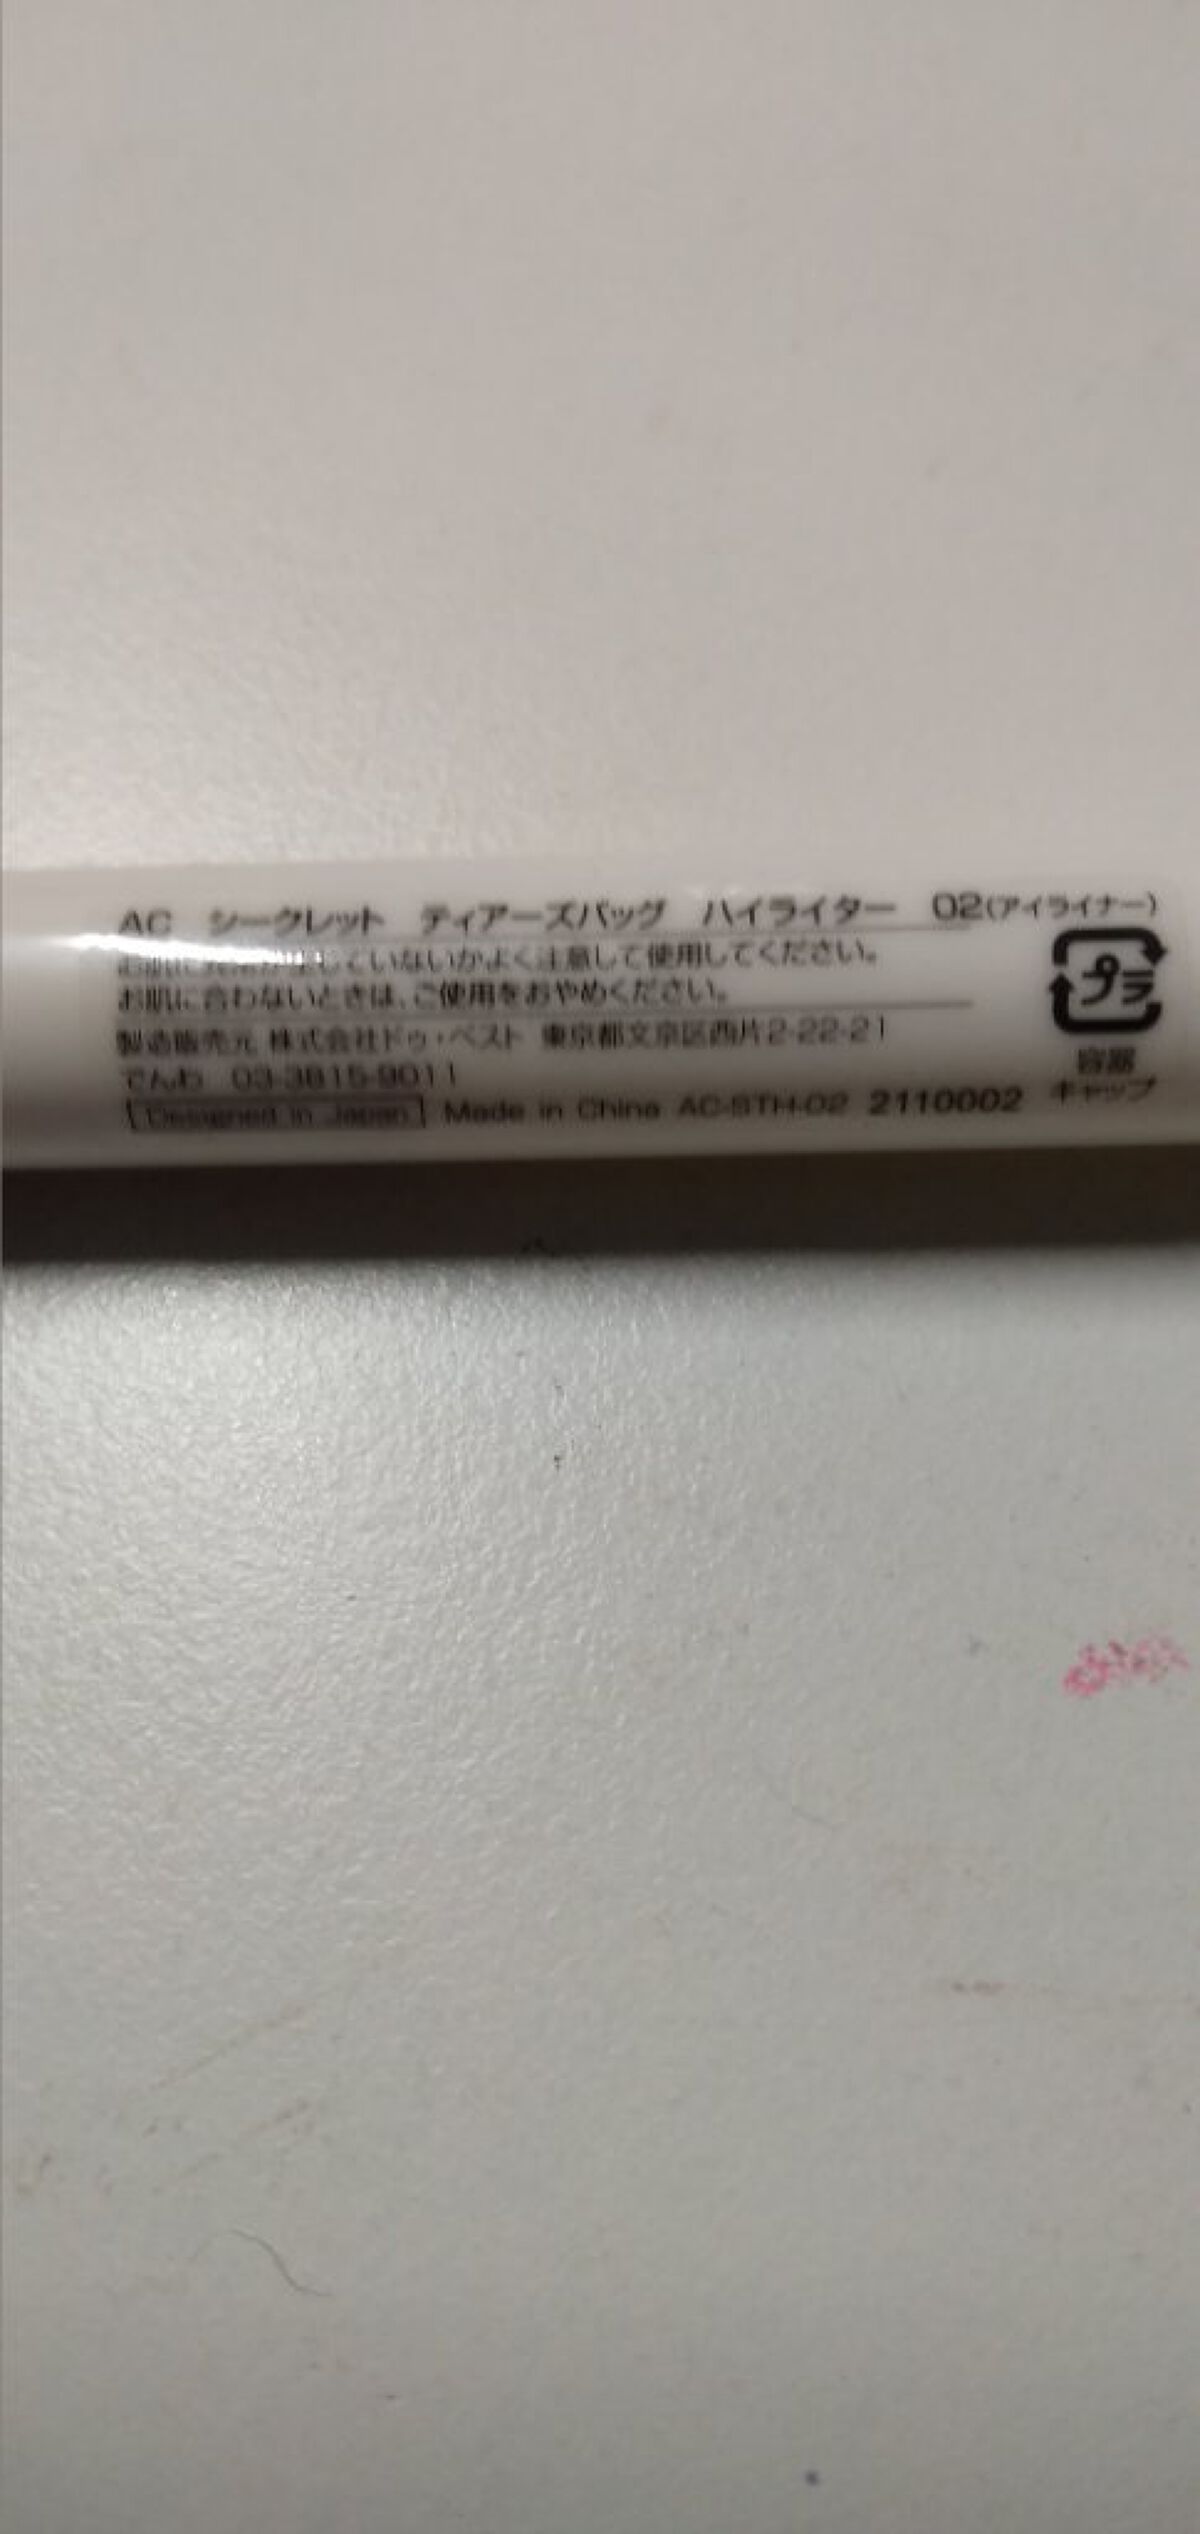 AC シークレット ティアーズバッグ ハイライター 02(アイライナー)
お肌に異常が生じていないかよく注意して使用してください。
お肌に合わないときは、ご使用をおやめください。
製造販売元 株式会社ドゥ・ベスト 東京都文京区西片2-22-21
でんわ 03-3815-9011
Designed in Japan Made in China AC-STH-02 2110002
プラ
容器
キャップ